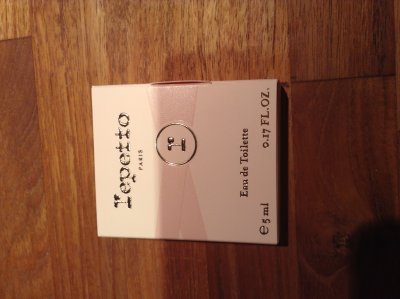 repetto
PARIS
r
Eau de Toilette
℮ 5 ml 0.17 FL.OZ.